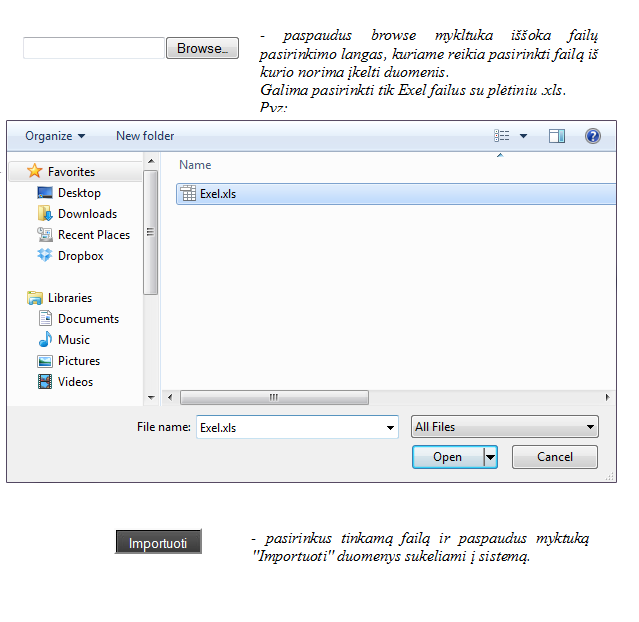 - paspaudus browse mykltuka iššoka failų
pasirinkimo langas, kuriame reikia pasirinkti failą iš
kurio norima įkelti duomenis.
Browse..
Galima pasirinkti tik Exel failus su plėtiniu .xls.
Pvz:
Organize New folder
Name
Favorites
Exel.xls
Desktop
Downloads
Recent Places
Dropbox
Libraries
Documents
Music
Pictures
Videos
File name: Exel.xls All Files
Open Cancel
Importuoti
- pasirinkus tinkamą failą ir paspaudus myktuką
"Importuoti" duomenys sukeliami į sistemą.